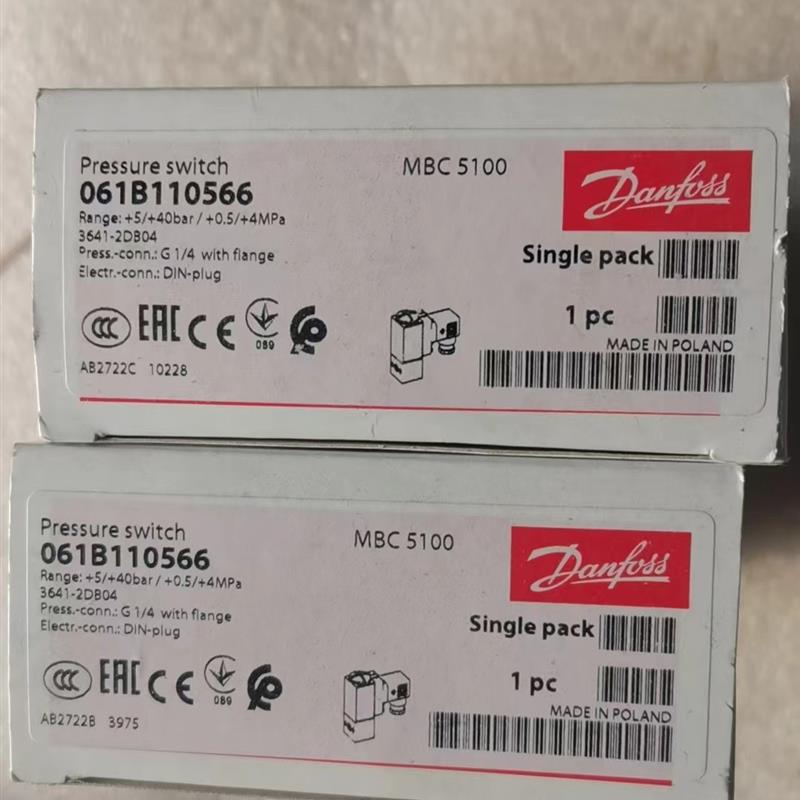 Pressure switch
MBC 5100
Danfoss
061B110566
Range: +5/+40bar / +0.5/+4MPa
3641-2DB04
Press.-conn.: G 1/4 with flange
Electr.-conn.: DIN-plug
Single pack
1 pc
CCC EAC CE 089
MADE IN POLAND
AB2722C 10228
Pressure switch
MBC 5100
Danfoss
061B110566
Range: +5/+40bar / +0.5/+4MPa
3641-2DB04
Press.-conn.: G 1/4 with flange
Electr.-conn.: DIN-plug
Single pack
1 pc
CCC EAC CE 089
MADE IN POLAND
AB2722B 3975